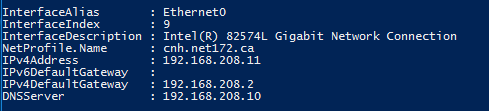 InterfaceAlias : Ethernet0
InterfaceIndex : 9
InterfaceDescription : Intel(R) 82574L Gigabit Network Connection
NetProfile.Name : cnh.net172.ca
IPv4Address : 192.168.208.11
IPv6DefaultGateway :
IPv4DefaultGateway : 192.168.208.2
DNSServer : 192.168.208.10